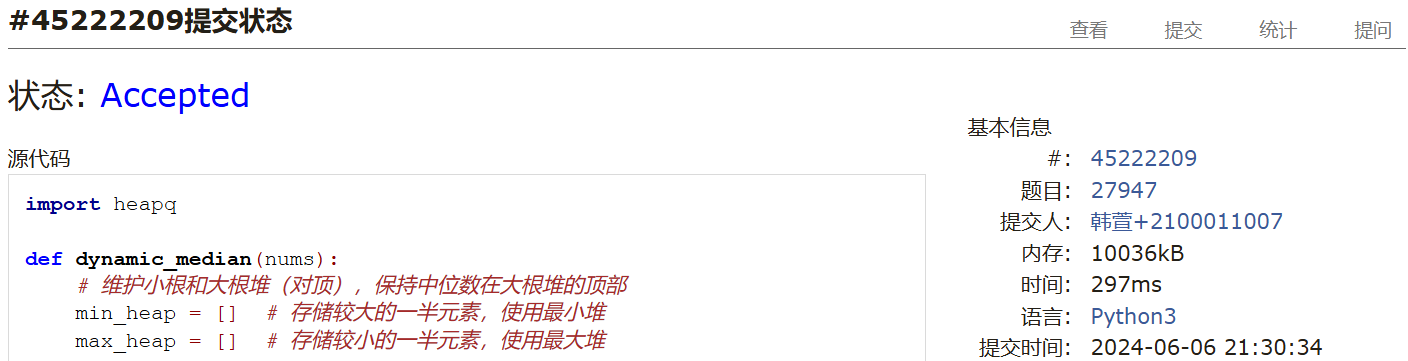 #45222209提交状态
查看 提交 统计 提问
状态: Accepted
源代码
import heapq
def dynamic_median(nums):
# 维护小根和大根堆（对顶），保持中位数在大根堆的顶部
min_heap = [] # 存储较大的一半元素，使用最小堆
max_heap = [] # 存储较小的一半元素，使用最大堆
基本信息
#: 45222209
题目: 27947
提交人: 韩萱+2100011007
内存: 10036kB
时间: 297ms
语言: Python3
提交时间: 2024-06-06 21:30:34